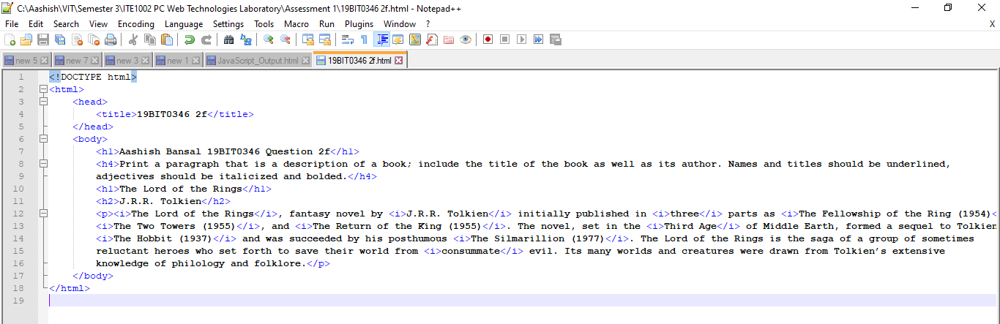 C:\Aashish\VIT\Semester 3\ITE1002 PC Web Technologies Laboratory\Assessment 1\19BIT0346 2f.html - Notepad++
File Edit Search View Encoding Language Settings Tools Macro Run Plugins Window ? X
new 5 new 7 new 3 new 1 JavaScript_Output.html 19BIT0346 2f.html
1 <!DOCTYPE html>
2 <html>
3 <head>
4 <title>19BIT0346 2f</title>
5 </head>
6 <body>
7 <h1>Aashish Bansal 19BIT0346 Question 2f</h1>
8 <h4>Print a paragraph that is a description of a book; include the title of the book as well as its author. Names and titles should be underlined,
9 adjectives should be italicized and bolded.</h4>
10 <h1>The Lord of the Rings</h1>
11 <h2>J.R.R. Tolkien</h2>
12 <p><i>The Lord of the Rings</i>, fantasy novel by <i>J.R.R. Tolkien</i> initially published in <i>three</i> parts as <i>The Fellowship of the Ring (1954)<
13 <i>The Two Towers (1955)</i>, and <i>The Return of the King (1955)</i>. The novel, set in the <i>Third Age</i> of Middle Earth, formed a sequel to Tolkien
14 <i>The Hobbit (1937)</i> and was succeeded by his posthumous <i>The Silmarillion (1977)</i>. The Lord of the Rings is the saga of a group of sometimes
15 reluctant heroes who set forth to save their world from <i>consummate</i> evil. Its many worlds and creatures were drawn from Tolkien’s extensive
16 knowledge of philology and folklore.</p>
17 </body>
18 </html>
19